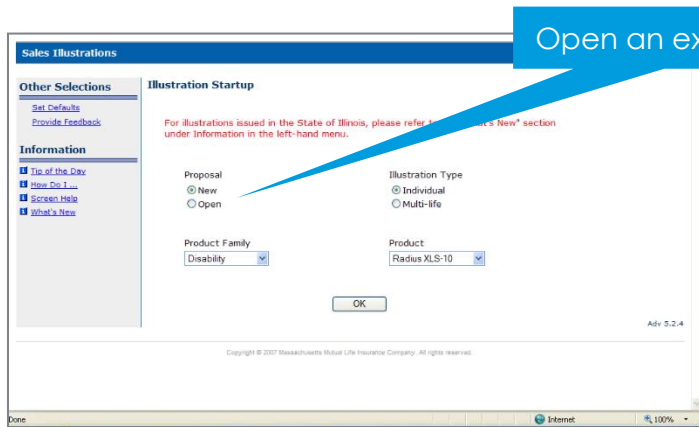 Open an ex
Sales Illustrations
Other Selections
Set Defaults
Provide Feedback
Information
Tip of the Day
How Do I ...
Screen Help
What's New
Illustration Startup
For illustrations issued in the State of Illinois, please refer to 's New" section
under Information in the left-hand menu.
Proposal
New
Open
Illustration Type
Individual
Multi-life
Product Family
Disability
Product
Radius XLS-10
OK
Adv 5.2.4
Copyright © 2007 Massachusetts Mutual Life Insurance Company, All rights reserved.
Done
Internet
100%